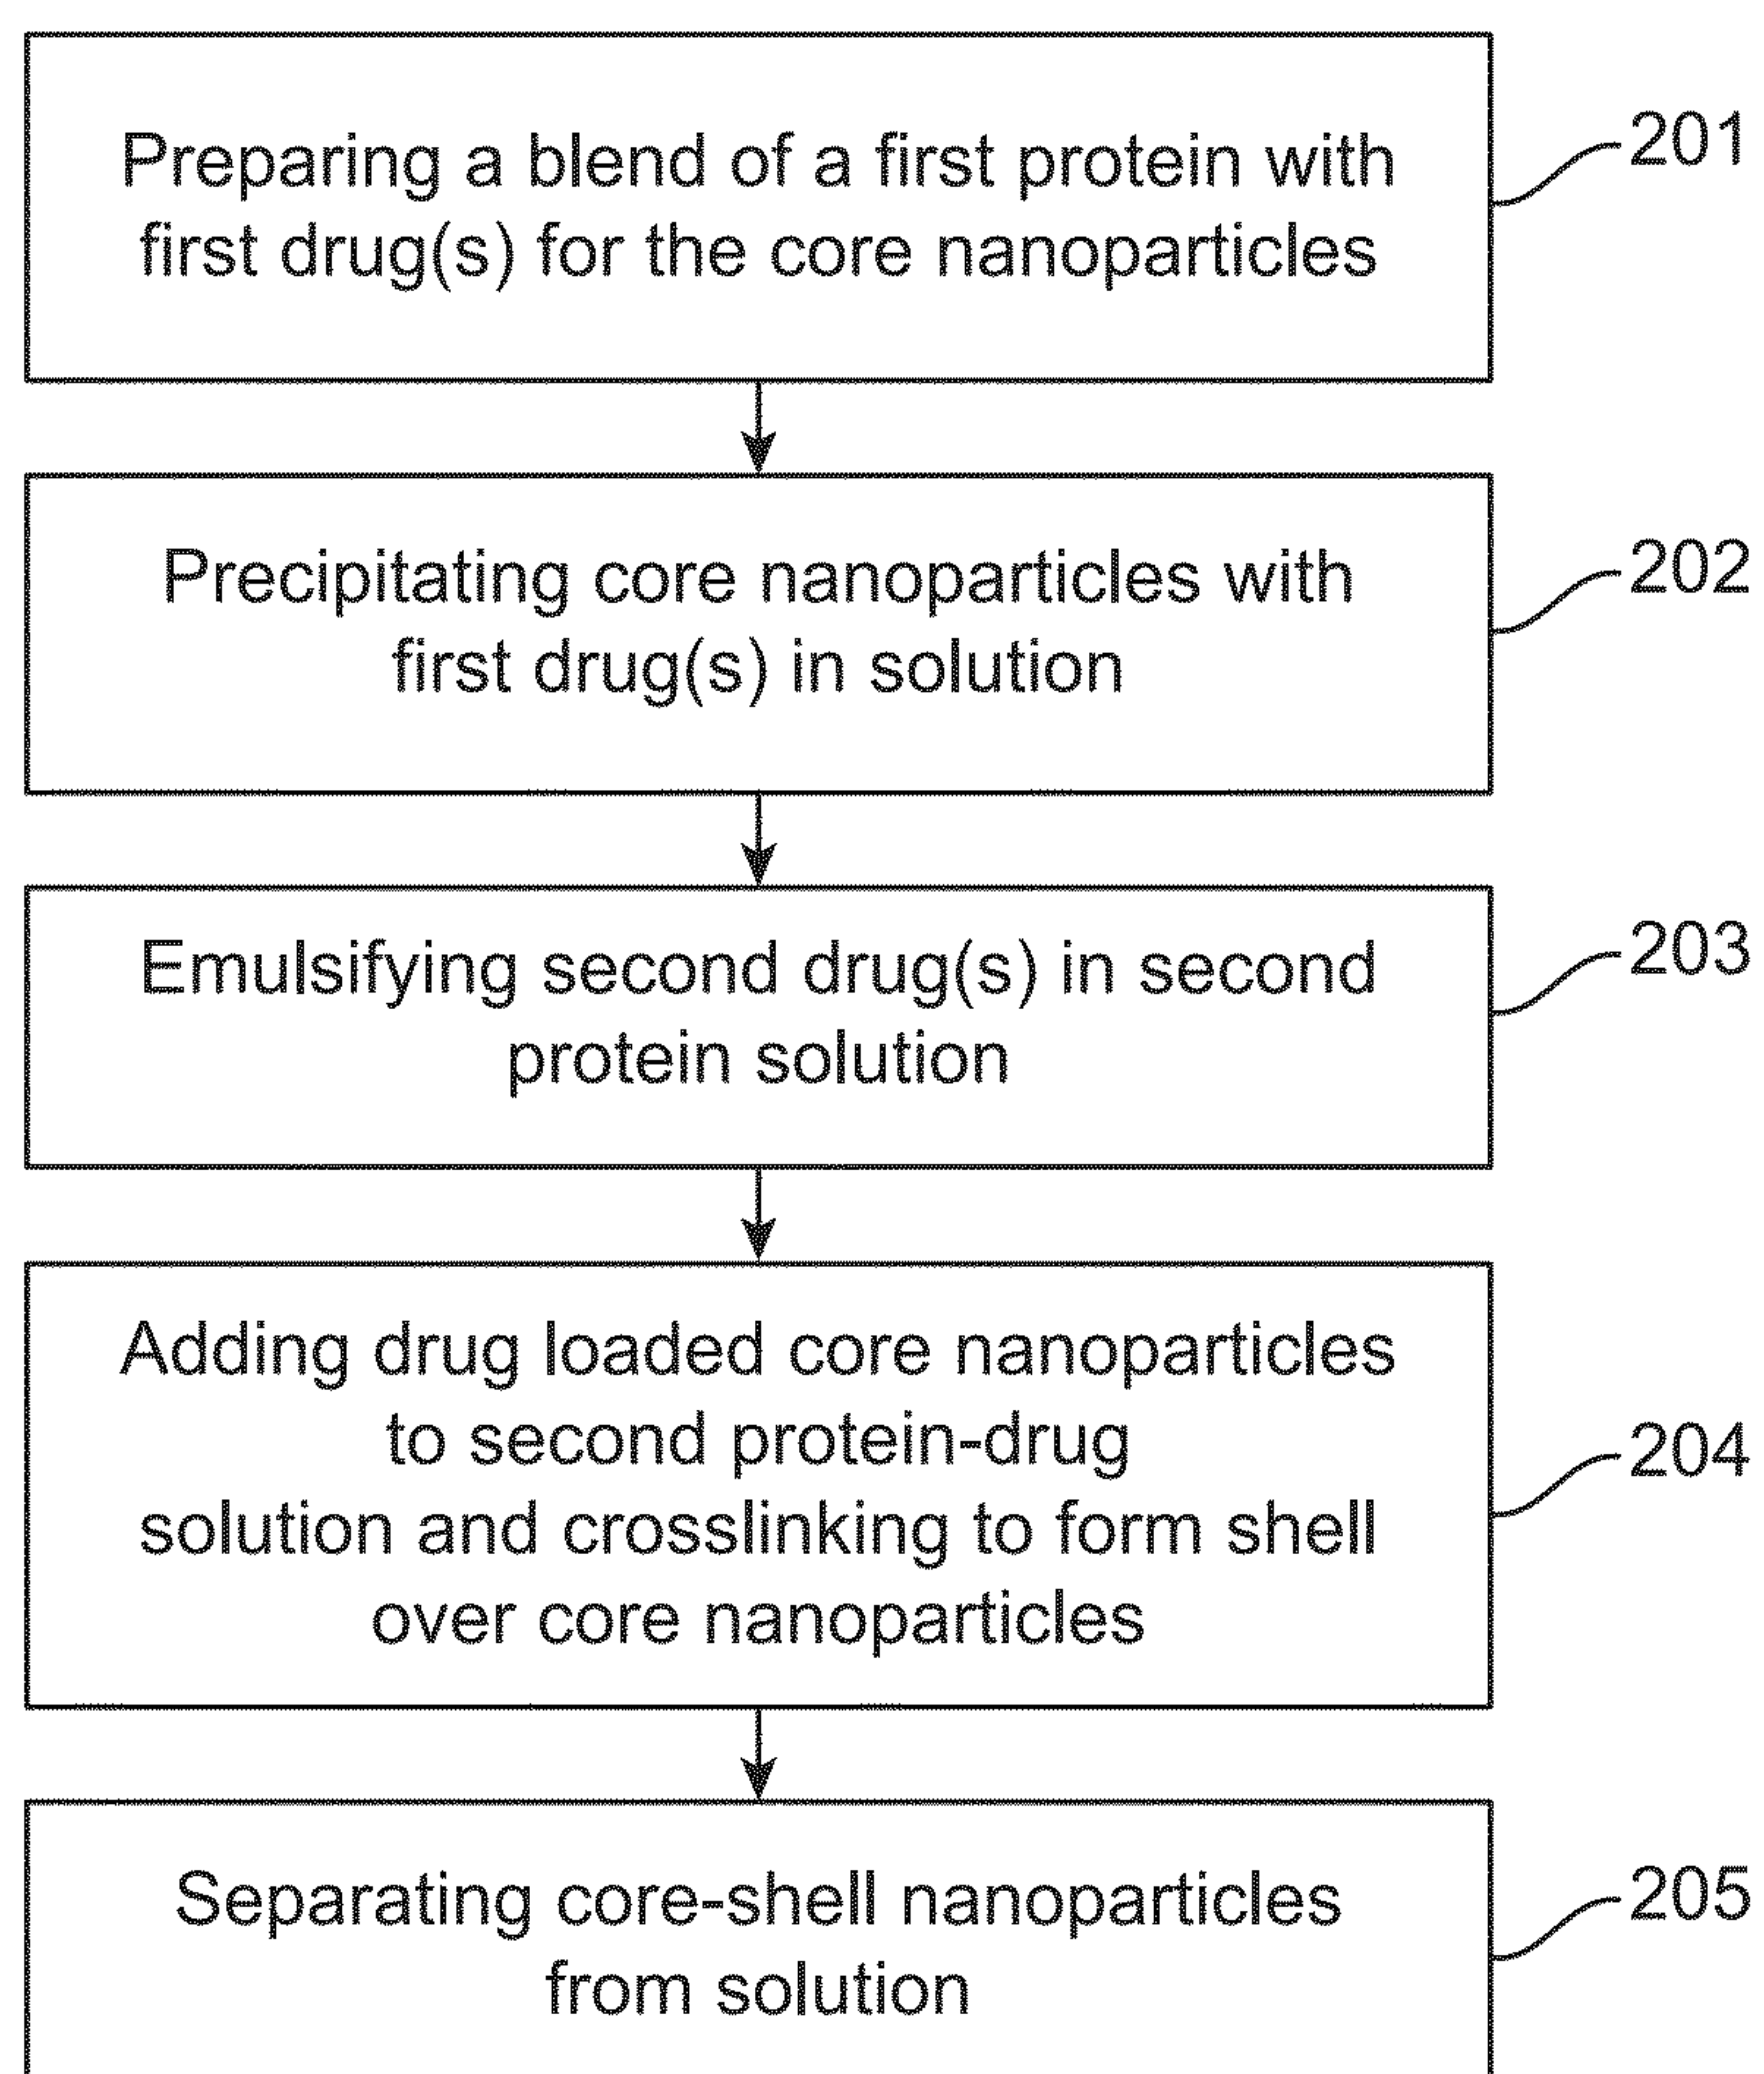 Preparing a blend of a first protein with
first drug(s) for the core nanoparticles
201
Precipitating core nanoparticles with
first drug(s) in solution
202
Emulsifying second drug(s) in second
protein solution
203
Adding drug loaded core nanoparticles
to second protein-drug
solution and crosslinking to form shell
over core nanoparticles
204
Separating core-shell nanoparticles
from solution
205